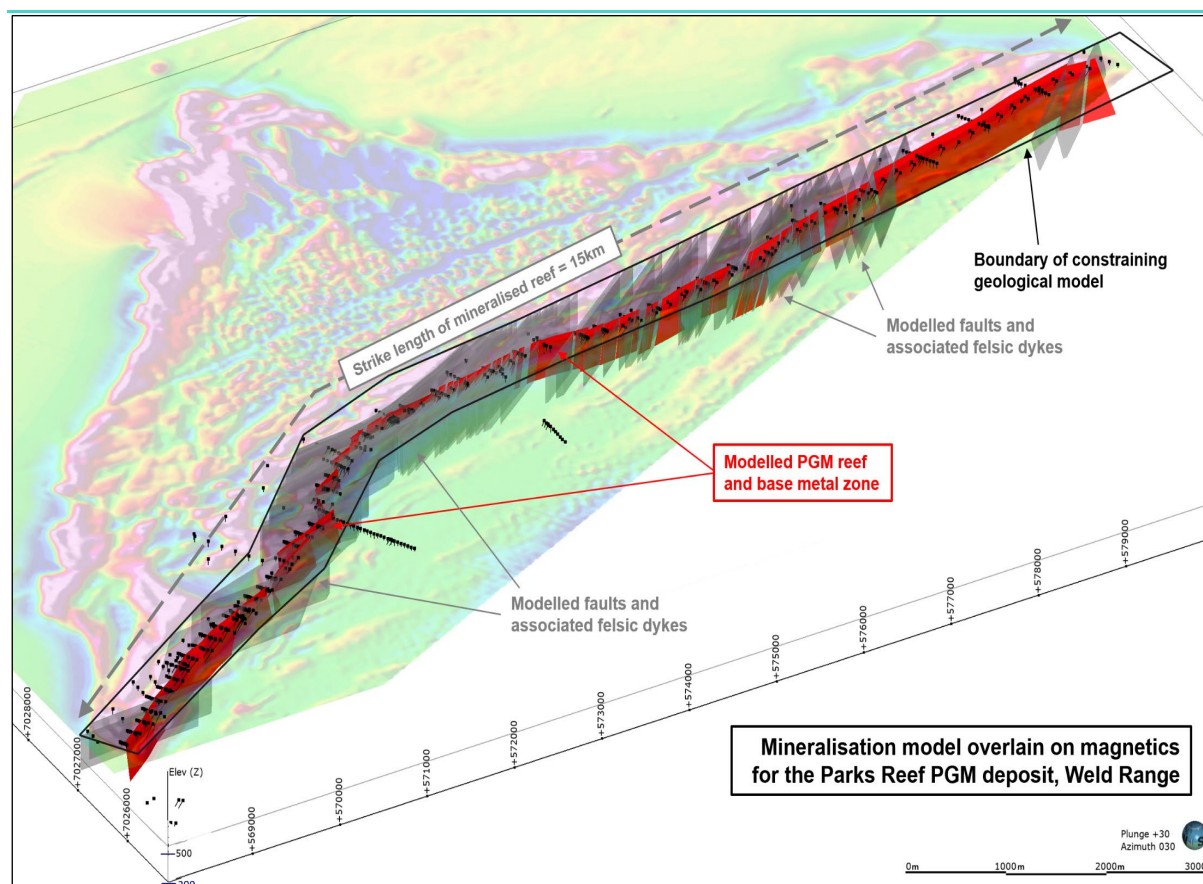 Strike length of mineralised reef = 15km
Boundary of constraining
geological model
Modelled faults and
associated felsic dykes
Modelled PGM reef
and base metal zone
Modelled faults and
associated felsic dykes
+579000
+578000
+577000
+576000
+575000
+574000
+573000
+572000
+571000
+570000
+569000
+7028000
+7027000
+7026000
Elev (Z)
500
Mineralisation model overlain on magnetics
for the Parks Reef PGM deposit, Weld Range
Plunge +30
Azimuth 030
0m
1000m
2000m